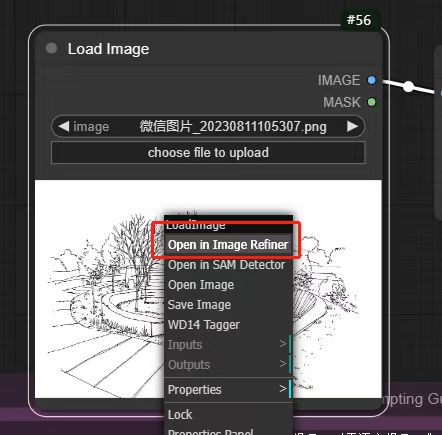 #56
Load Image
IMAGE
MASK
image 微信图片_20230811105307.png
choose file to upload
LoadImage
Open in Image Refiner
Open in SAM Detector
Open Image
Save Image
WD14 Tagger
Inputs >
Outputs >
Properties >
mpting Gu
Lock
Properties Panel